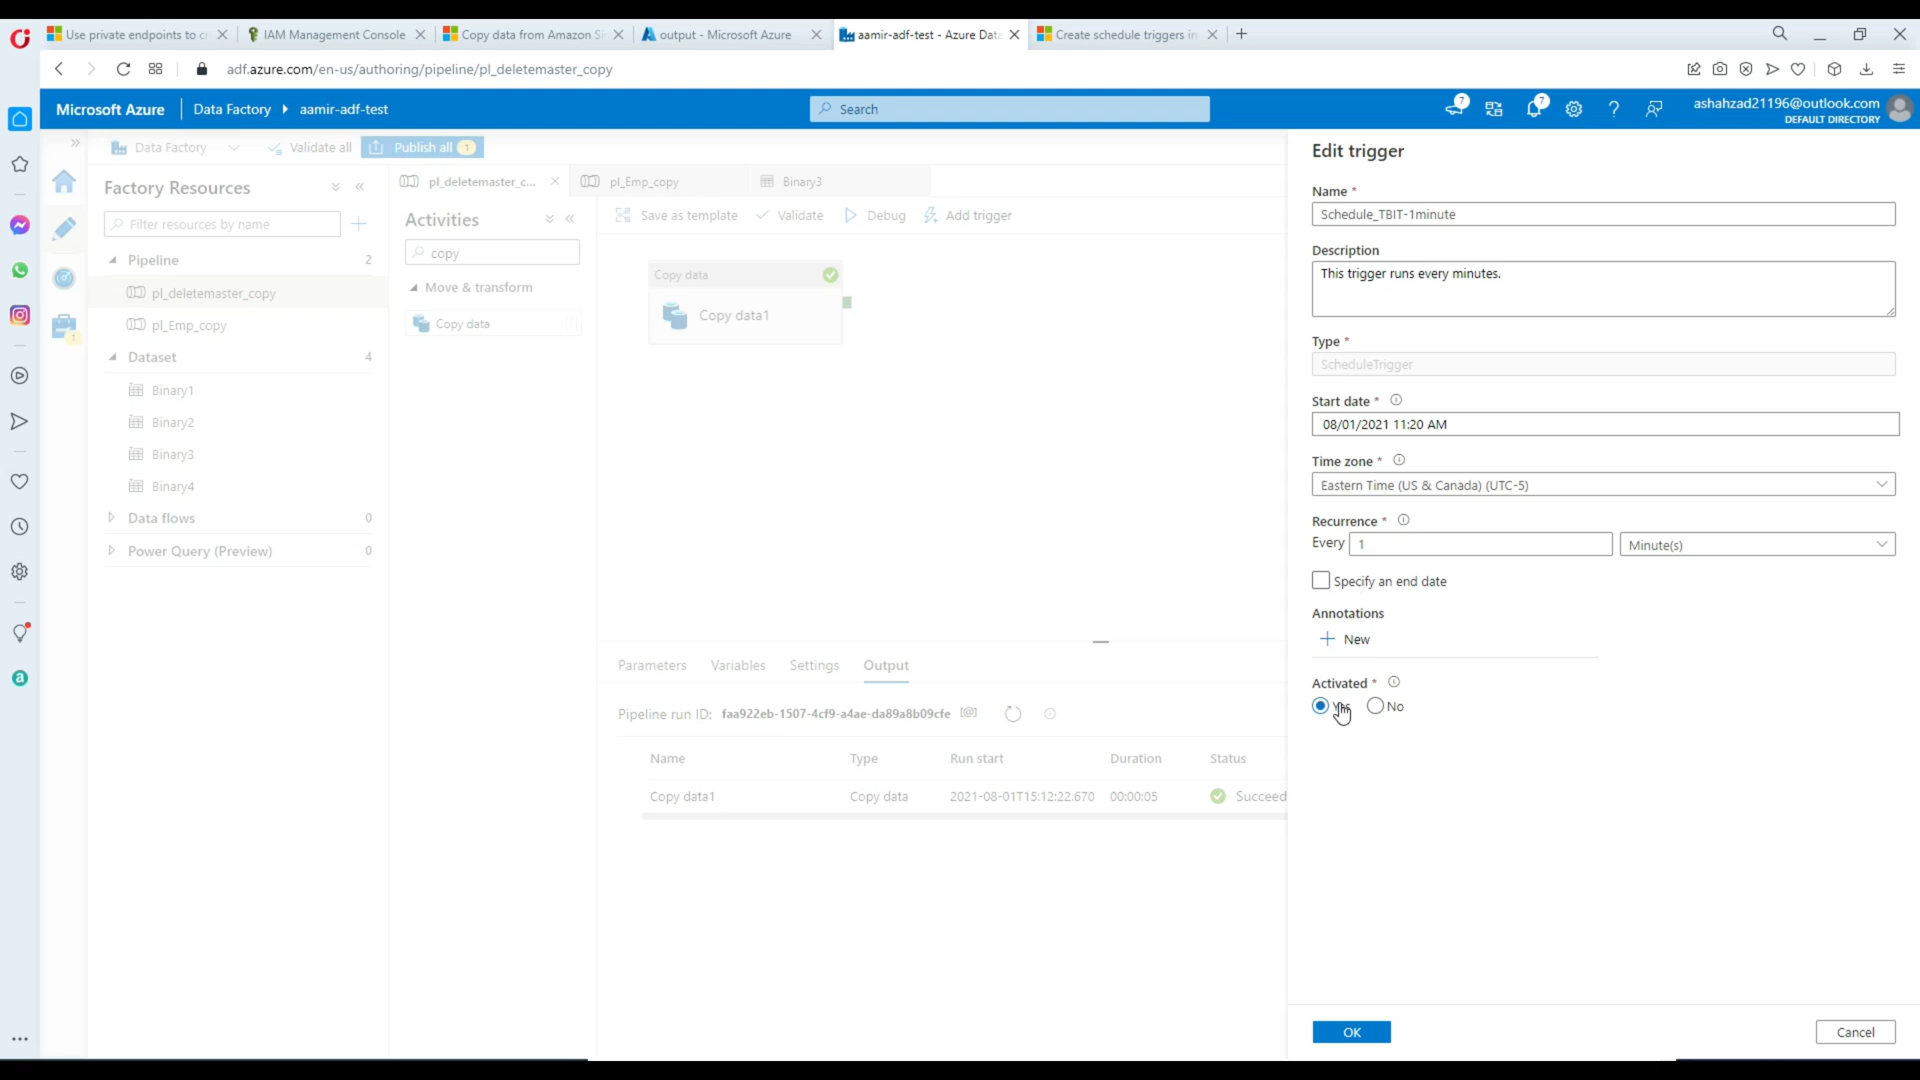 Use private endpoints to c
IAM Management Console
Copy data from Amazon Si
output - Microsoft Azure
aamir-adf-test - Azure Data
Create schedule triggers in
adf.azure.com/en-us/authoring/pipeline/pl_deletemaster_copy
Microsoft Azure
Data Factory
aamir-adf-test
Search
7
7
ashahzad21196@outlook.com
DEFAULT DIRECTORY
Data Factory
Validate all
Publish all 1
Factory Resources
Filter resources by name
Pipeline 2
pl_deletemaster_copy
pl_Emp_copy
Dataset 4
Binary1
Binary2
Binary3
Binary4
Data flows 0
Power Query (Preview) 0
1
pl_deletemaster_c...
pl_Emp_copy
Binary3
Activities
copy
Move & transform
Copy data
Save as template
Validate
Debug
Add trigger
Copy data
Copy data1
Parameters
Variables
Settings
Output
Pipeline run ID: faa922eb-1507-4cf9-a4ae-da89a8b09cfe
Name Type Run start Duration Status
Copy data1 Copy data 2021-08-01T15:12:22.670 00:00:05 Succeed
Edit trigger
Name *
Schedule_TBIT-1minute
Description
This trigger runs every minutes.
Type *
ScheduleTrigger
Start date *
08/01/2021 11:20 AM
Time zone *
Eastern Time (US & Canada) (UTC-5)
Recurrence *
Every 1 Minute(s)
Specify an end date
Annotations
New
Activated *
Yes No
OK
Cancel